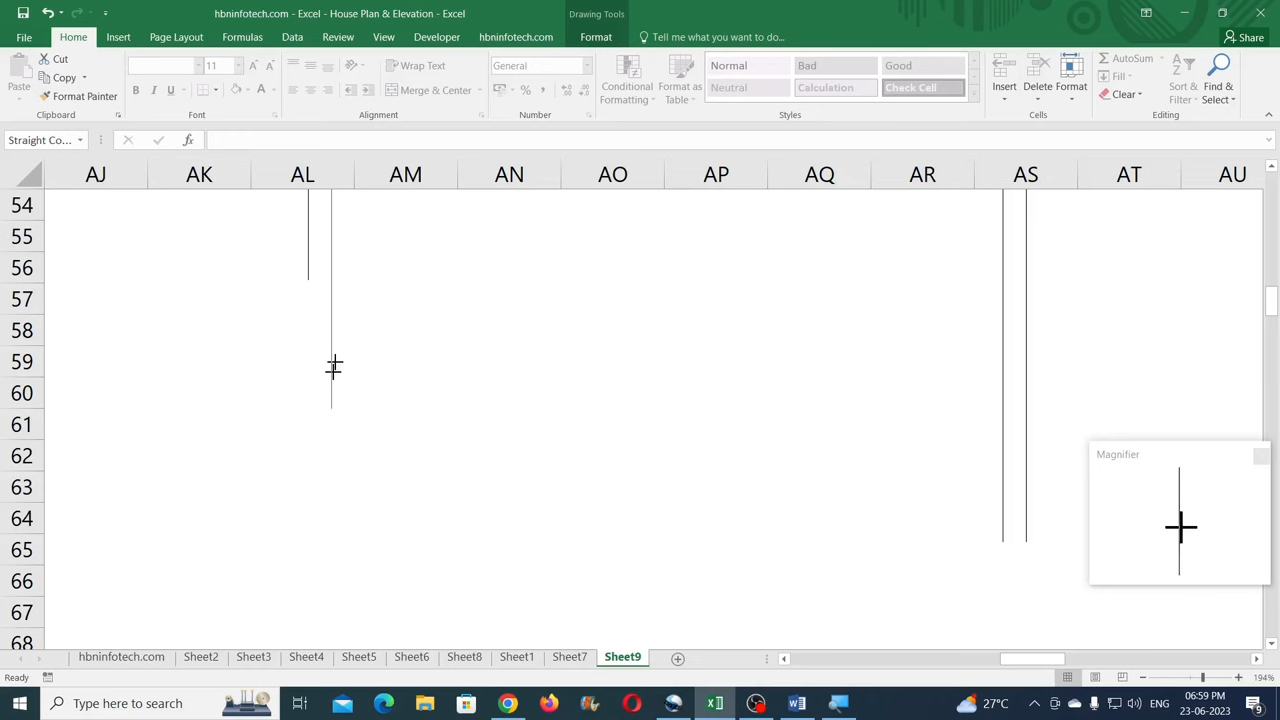 hbninfotech.com - Excel - House Plan & Elevation - Excel
Drawing Tools
File Home Insert Page Layout Formulas Data Review View Developer hbninfotech.com Format Tell me what you want to do... Share
Paste
Cut
Copy
Format Painter
Clipboard
11
B I U A
Font
Wrap Text
Merge & Center
Alignment
General
%
Number
Conditional Formatting
Format as Table
Normal Bad Good
Neutral Calculation Check Cell
Styles
Insert Delete Format
Cells
AutoSum
Fill
Clear
Sort & Filter
Find & Select
Editing
Straight Co... fx
AJ AK AL AM AN AO AP AQ AR AS AT AU
54
55
56
57
58
59
60
61
62
63
64
65
66
67
68
Magnifier
hbninfotech.com Sheet2 Sheet3 Sheet4 Sheet5 Sheet6 Sheet8 Sheet1 Sheet7 Sheet9
Ready 194%
Type here to search
27°C ENG
06:59 PM
23-06-2023
9